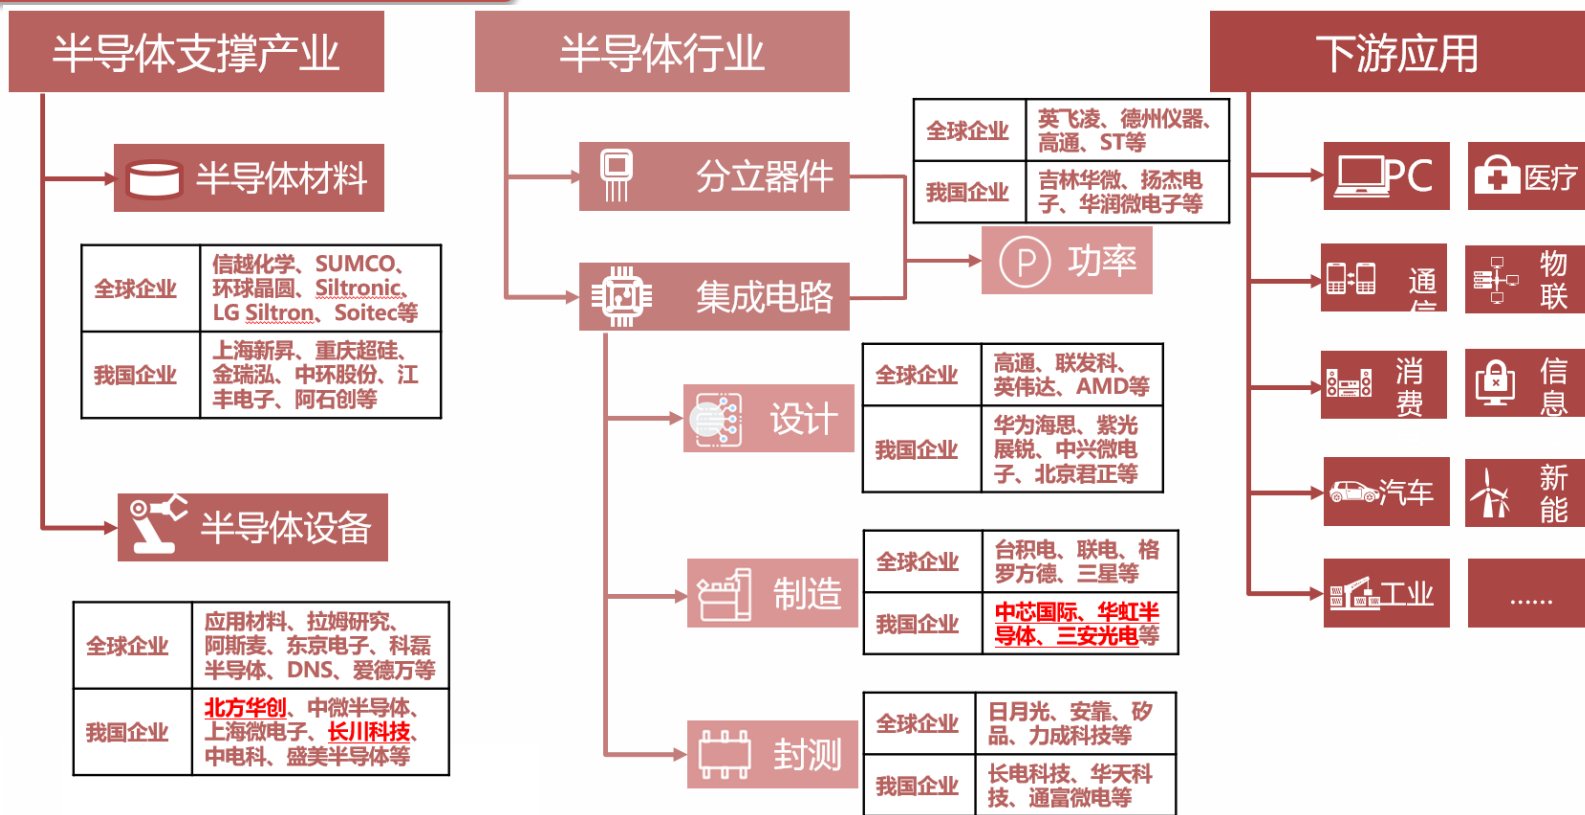 半导体支撑产业
半导体材料
全球企业
信越化学、SUMCO、
环球晶圆、Siltronic、
LG Siltron、Soitec等
我国企业
上海新昇、重庆超硅、
金瑞泓、中环股份、江
丰电子、阿石创等
半导体设备
全球企业
应用材料、拉姆研究、
阿斯麦、东京电子、科磊
半导体、DNS、爱德万等
我国企业
北方华创、中微半导体、
上海微电子、长川科技、
中电科、盛美半导体等
半导体行业
分立器件
集成电路
P
功率
全球企业
英飞凌、德州仪器、
高通、ST等
我国企业
吉林华微、扬杰电
子、华润微电子等
设计
全球企业
高通、联发科、
英伟达、AMD等
我国企业
华为海思、紫光
展锐、中兴微电
子、北京君正等
制造
全球企业
台积电、联电、格
罗方德、三星等
我国企业
中芯国际、华虹半
导体、三安光电等
封测
全球企业
日月光、安靠、矽
品、力成科技等
我国企业
长电科技、华天科
技、通富微电等
下游应用
PC
医疗
通
信
物
联
消
费
信
息
汽车
新
能
工业
......